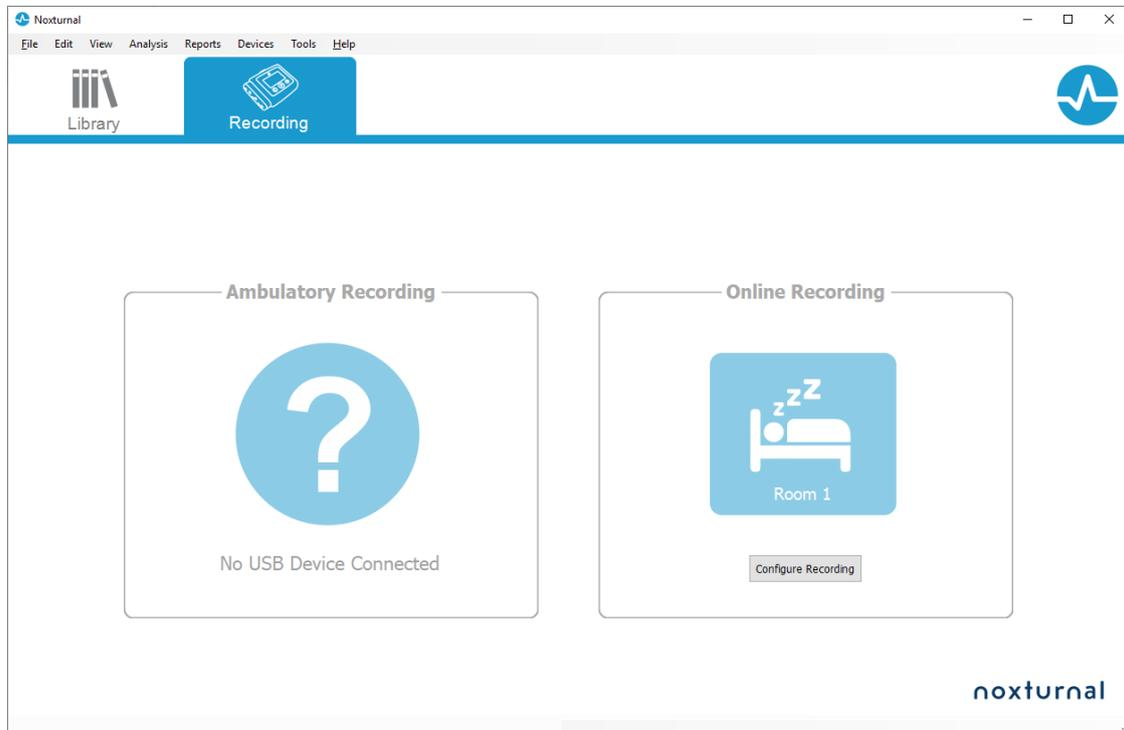 Noxturnal
File Edit View Analysis Reports Devices Tools Help
Library
Recording
Ambulatory Recording
?
No USB Device Connected
Online Recording
z z Z
Room 1
Configure Recording
noxturnal